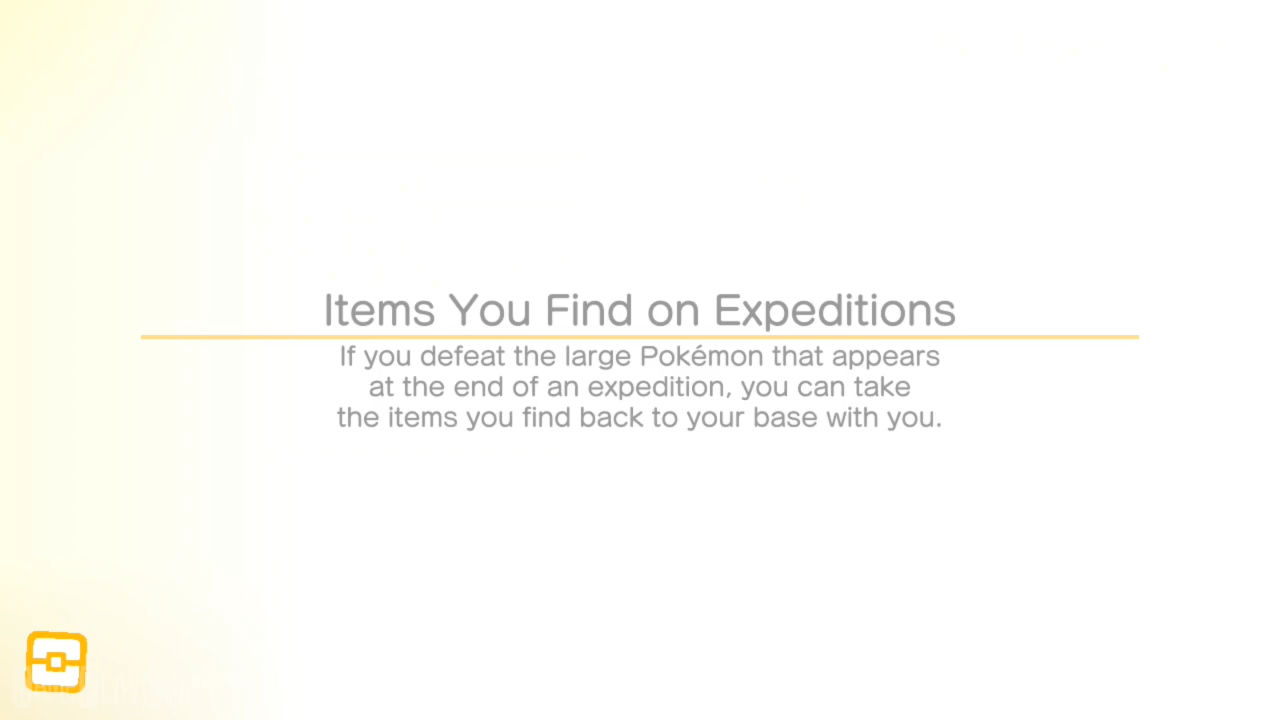 Items You Find on Expeditions
If you defeat the large Pokémon that appears
at the end of an expedition, you can take
the items you find back to your base with you.